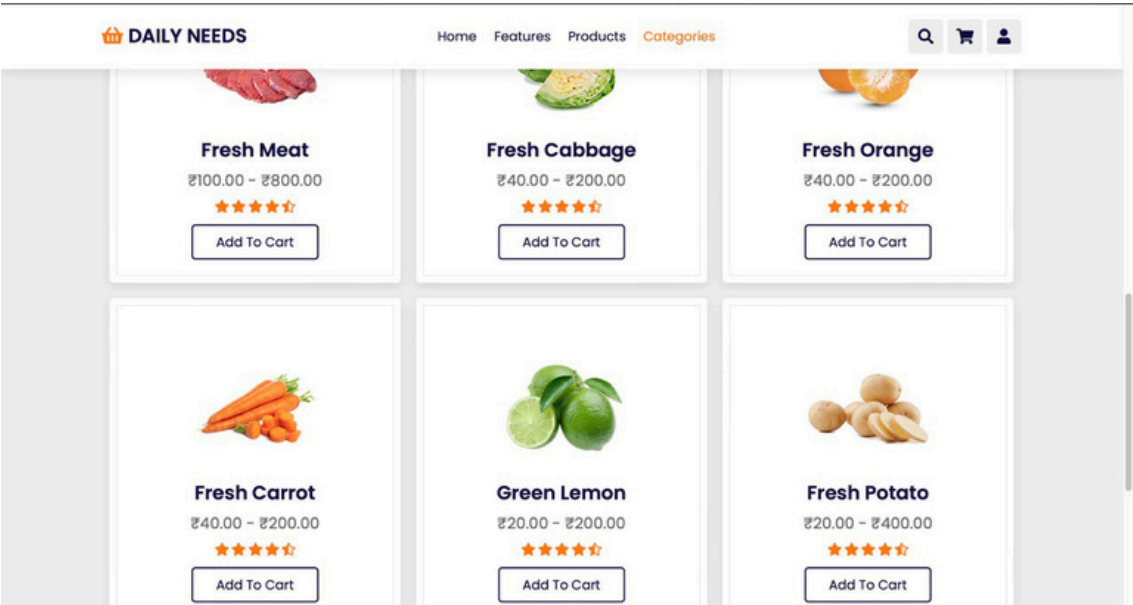 DAILY NEEDS
Home Features Products Categories
Fresh Meat
₹100.00 - ₹800.00
Add To Cart
Fresh Cabbage
₹40.00 - ₹200.00
Add To Cart
Fresh Orange
₹40.00 - ₹200.00
Add To Cart
Fresh Carrot
₹40.00 - ₹200.00
Add To Cart
Green Lemon
₹20.00 - ₹200.00
Add To Cart
Fresh Potato
₹20.00 - ₹400.00
Add To Cart